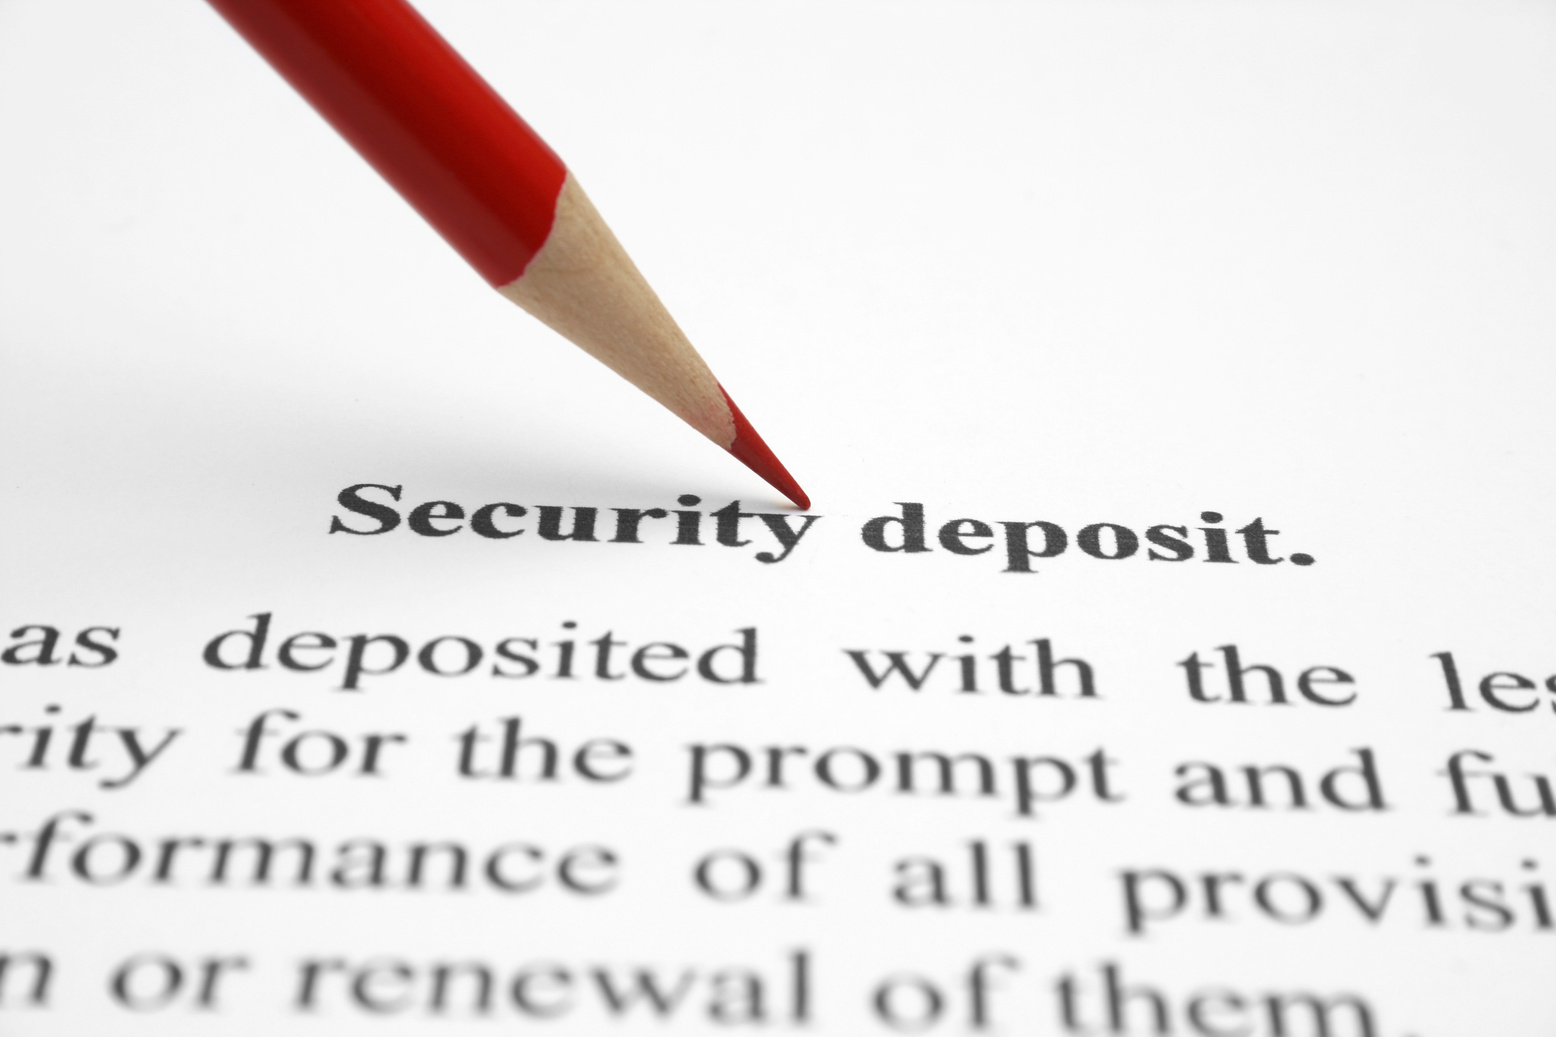 Security deposit.
as deposited with the les
rity for the prompt and fu
rformance of all provisi
n or renewal of them.